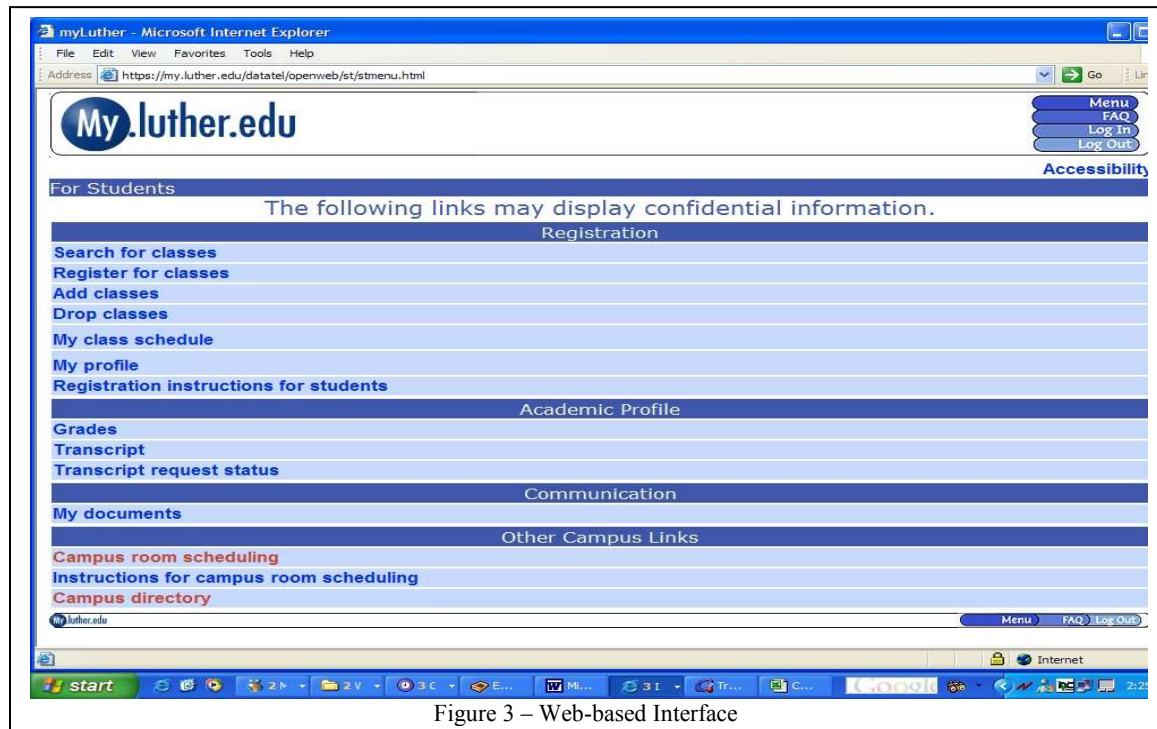 myLuther - Microsoft Internet Explorer
File Edit View Favorites Tools Help
Address https://my.luther.edu/datatel/openweb/st/stmenu.html Go
My.luther.edu
Menu
FAQ
Log In
Log Out
Accessibility
For Students
The following links may display confidential information.
Registration
Search for classes
Register for classes
Add classes
Drop classes
My class schedule
My profile
Registration instructions for students
Academic Profile
Grades
Transcript
Transcript request status
Communication
My documents
Other Campus Links
Campus room scheduling
Instructions for campus room scheduling
Campus directory
My luther.edu Menu FAQ Log Out
Internet
start E... Mi... Tr... C... Google
Figure 3 – Web-based Interface